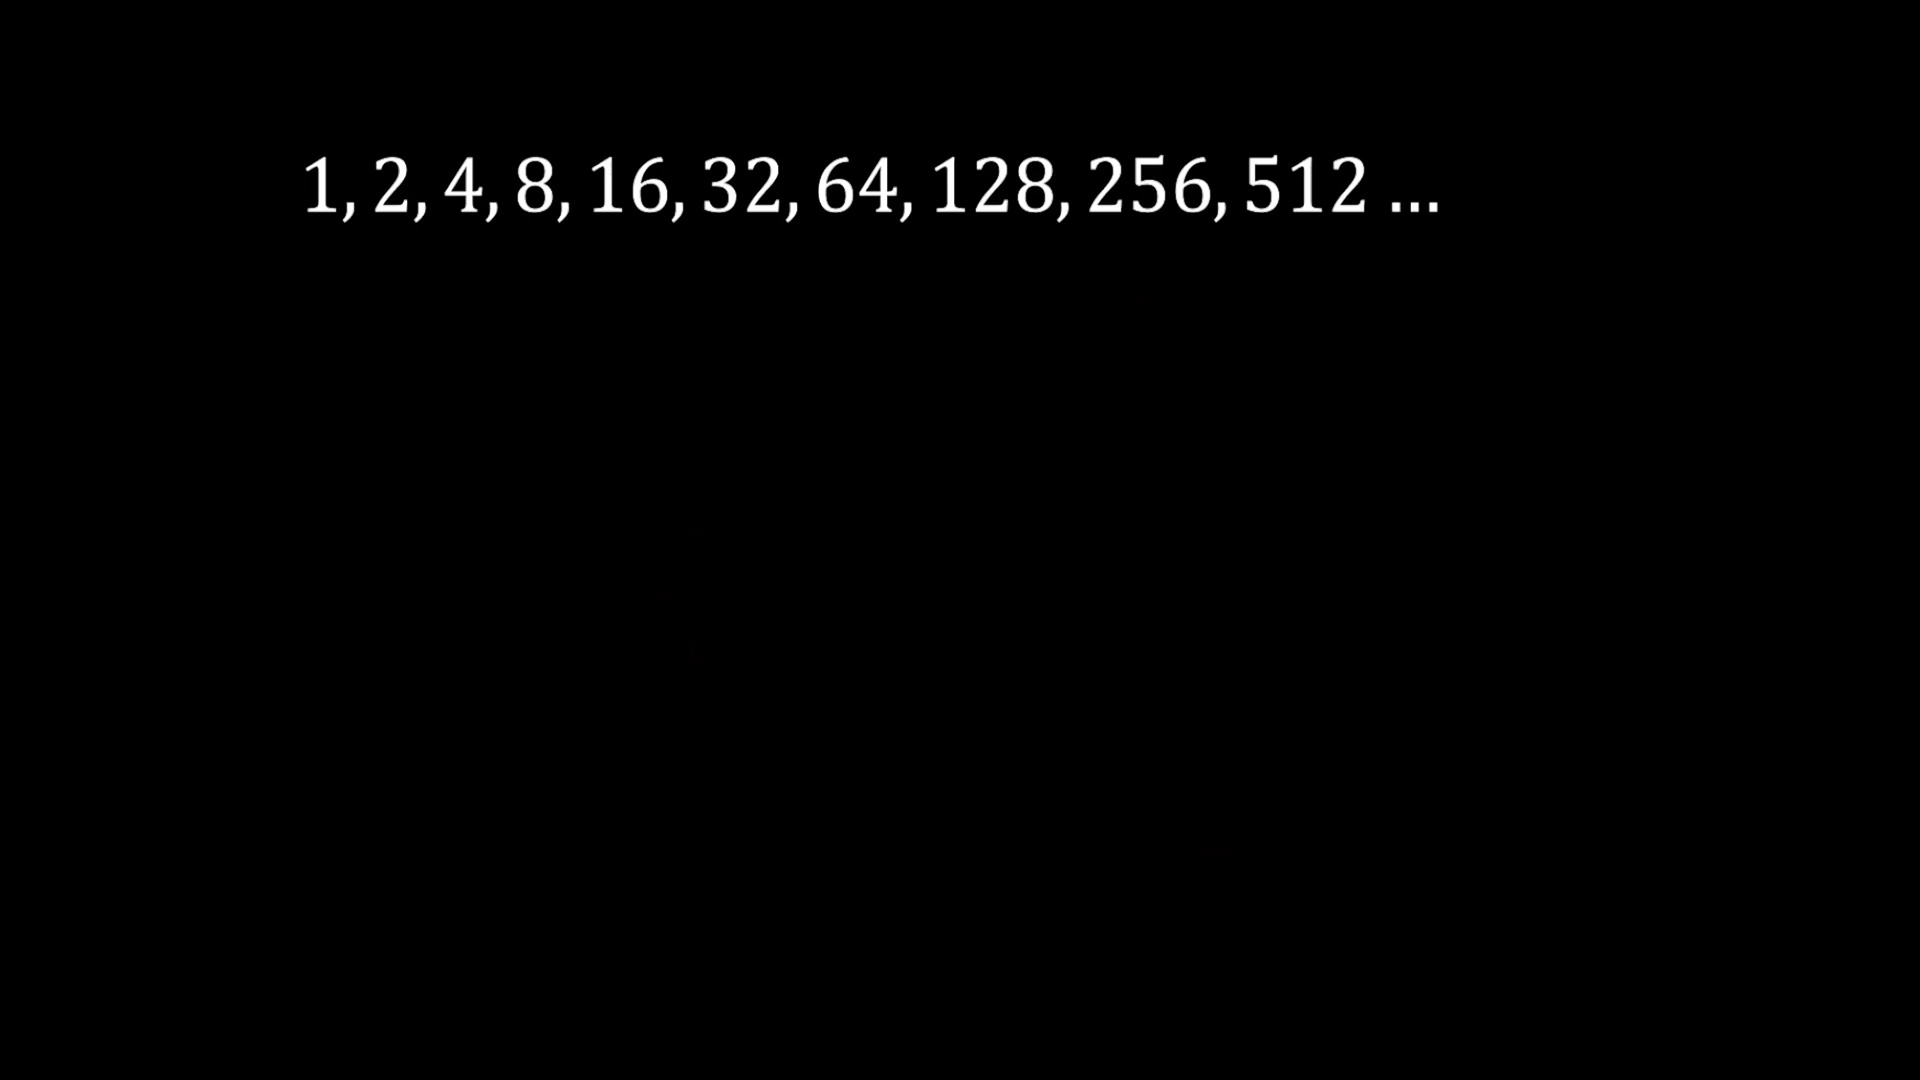 1, 2, 4, 8, 16, 32, 64, 128, 256, 512 ...